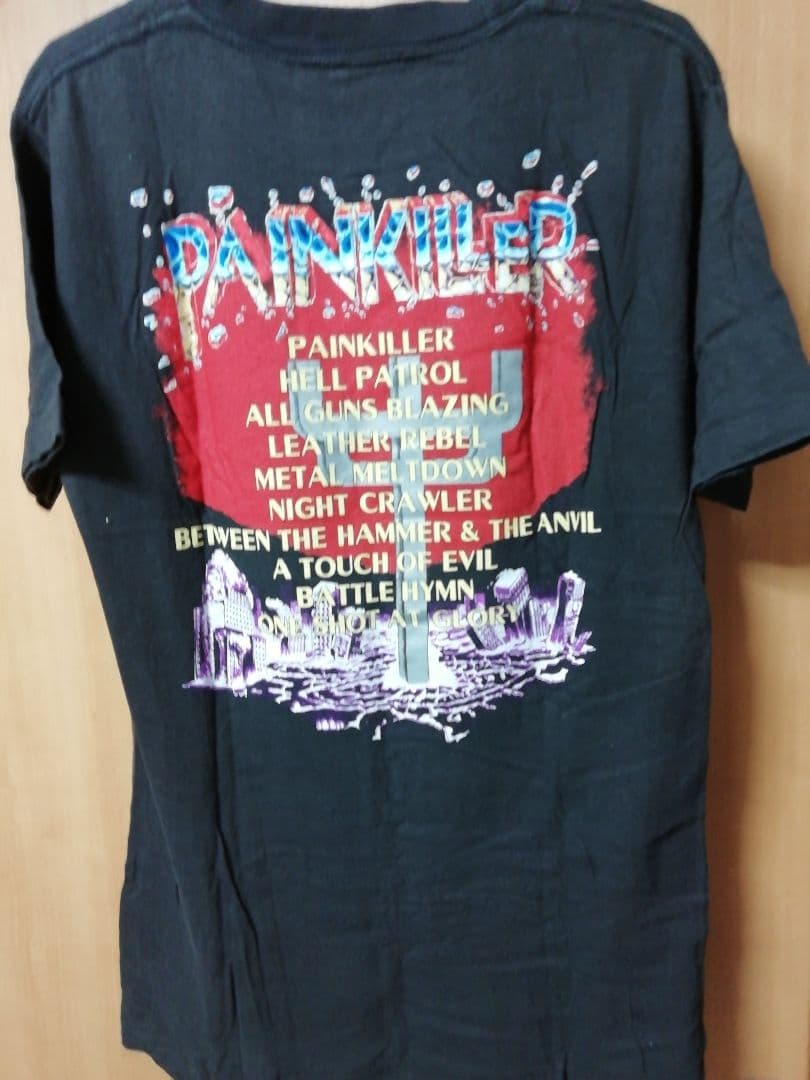 PAINKILLER
PAINKILLER
HELL PATROL
ALL GUNS BLAZING
LEATHER REBEL
METAL MELTDOWN
NIGHT CRAWLER
BETWEEN THE HAMMER & THE ANVIL
A TOUCH OF EVIL
BATTLE HYMN
ONE SHOT AT GLORY